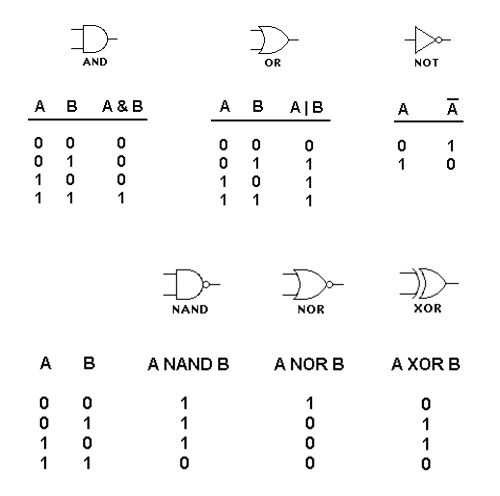 AND OR NOT
A B A & B A B A | B A A̅
0 0 0 0 0 0 0 1
0 1 0 0 1 1 1 0
1 0 0 1 0 1
1 1 1 1 1 1
NAND NOR XOR
A B A NAND B A NOR B A XOR B
0 0 1 1 0
0 1 1 0 1
1 0 1 0 1
1 1 0 0 0